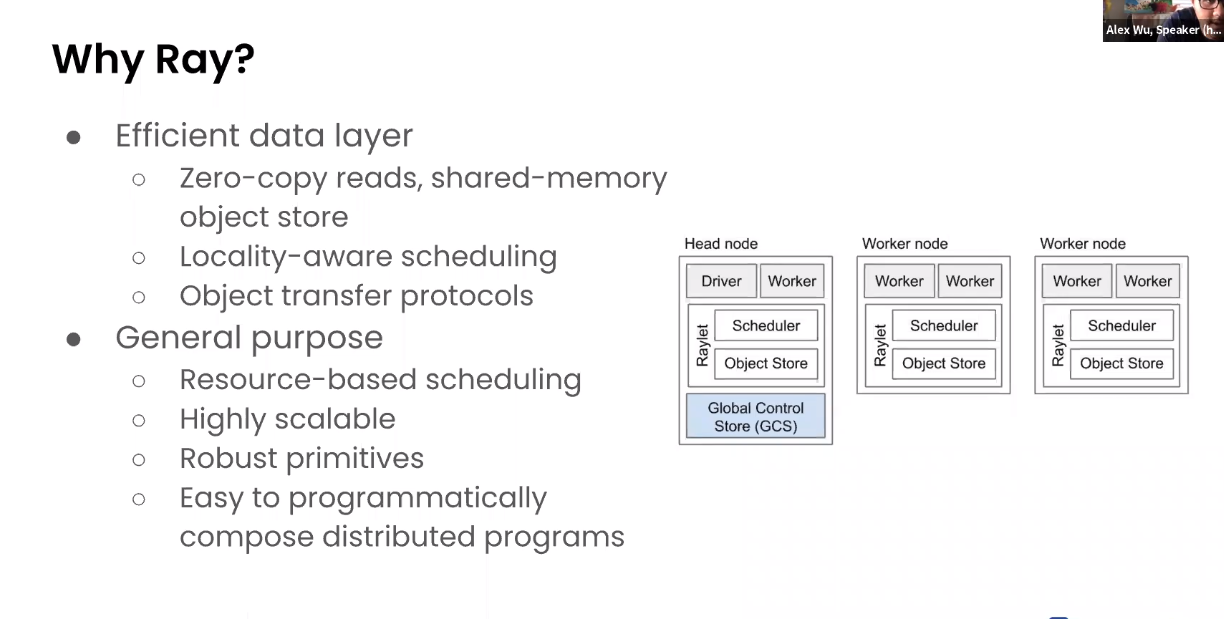 Alex Wu, Speaker (h...
Why Ray?
● Efficient data layer
○ Zero-copy reads, shared-memory
object store
○ Locality-aware scheduling
○ Object transfer protocols
● General purpose
○ Resource-based scheduling
○ Highly scalable
○ Robust primitives
○ Easy to programmatically
compose distributed programs
Head node
Driver
Worker
Raylet
Scheduler
Object Store
Global Control
Store (GCS)
Worker node
Worker
Worker
Raylet
Scheduler
Object Store
Worker node
Worker
Worker
Raylet
Scheduler
Object Store